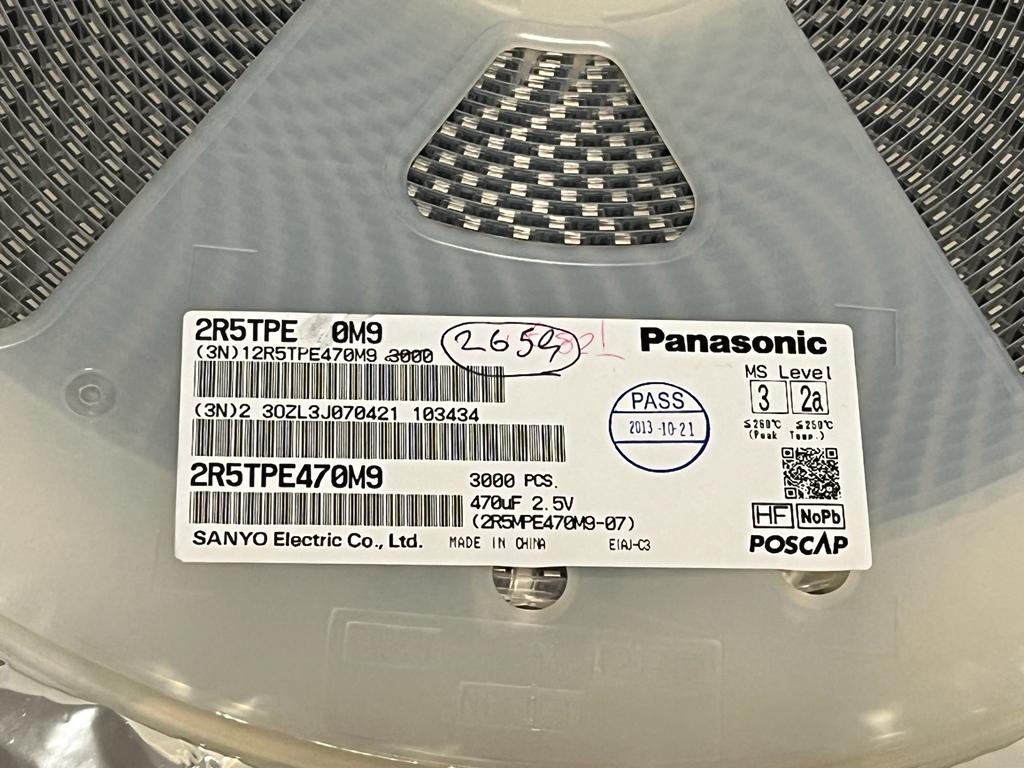 2R5TPE 0M9
(3N)12R5TPE470M9 3000
Panasonic
MS Level
3 2a
≤260℃ ≤250℃
(Peak Temp.)
(3N)2 30ZL3J070421 103434
PASS
2013-10-21
2R5TPE470M9
3000 PCS.
470uF 2.5V
(2R5MPE470M9-07)
HF NoPb
SANYO Electric Co., Ltd. MADE IN CHINA EIAJ-C3
POSCAP